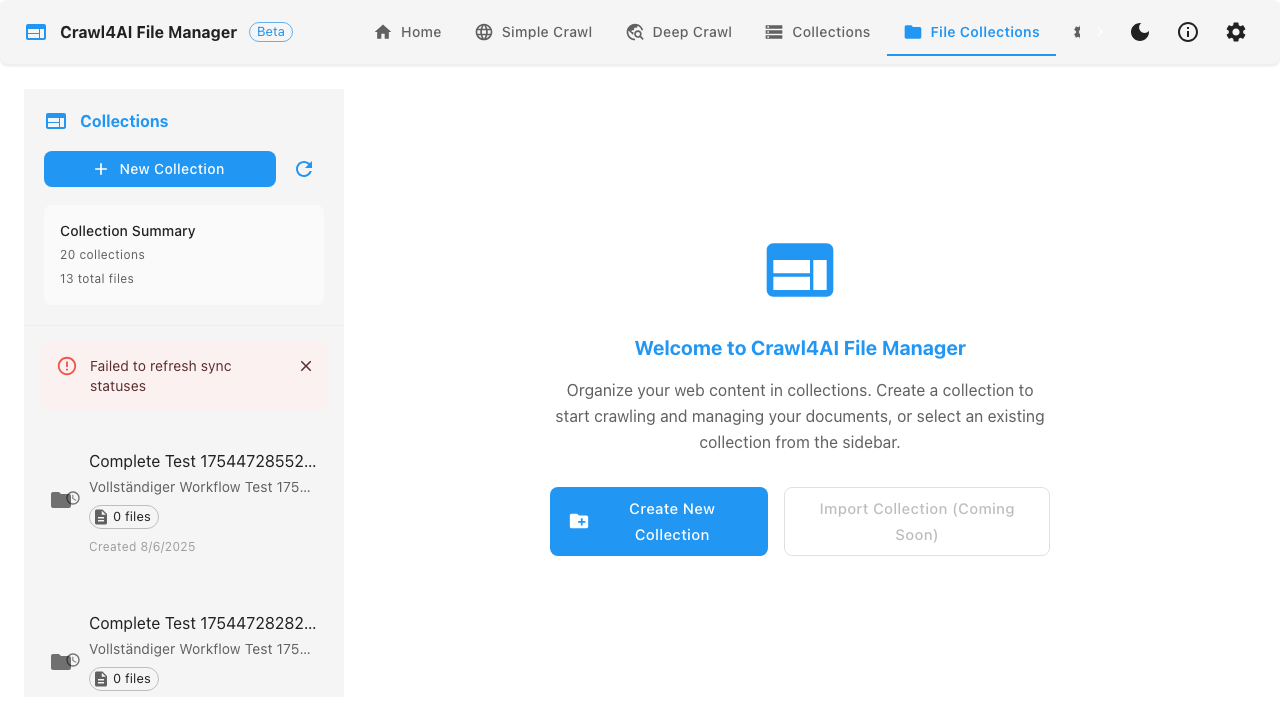 Crawl4AI File Manager Beta Home Simple Crawl Deep Crawl Collections File Collections
Collections
New Collection
Collection Summary
20 collections
13 total files
Failed to refresh sync
statuses
Complete Test 17544728552...
Vollständiger Workflow Test 175...
0 files
Created 8/6/2025
Complete Test 17544728282...
Vollständiger Workflow Test 175...
0 files
Welcome to Crawl4AI File Manager
Organize your web content in collections. Create a collection to
start crawling and managing your documents, or select an existing
collection from the sidebar.
Create New
Collection
Import Collection (Coming
Soon)